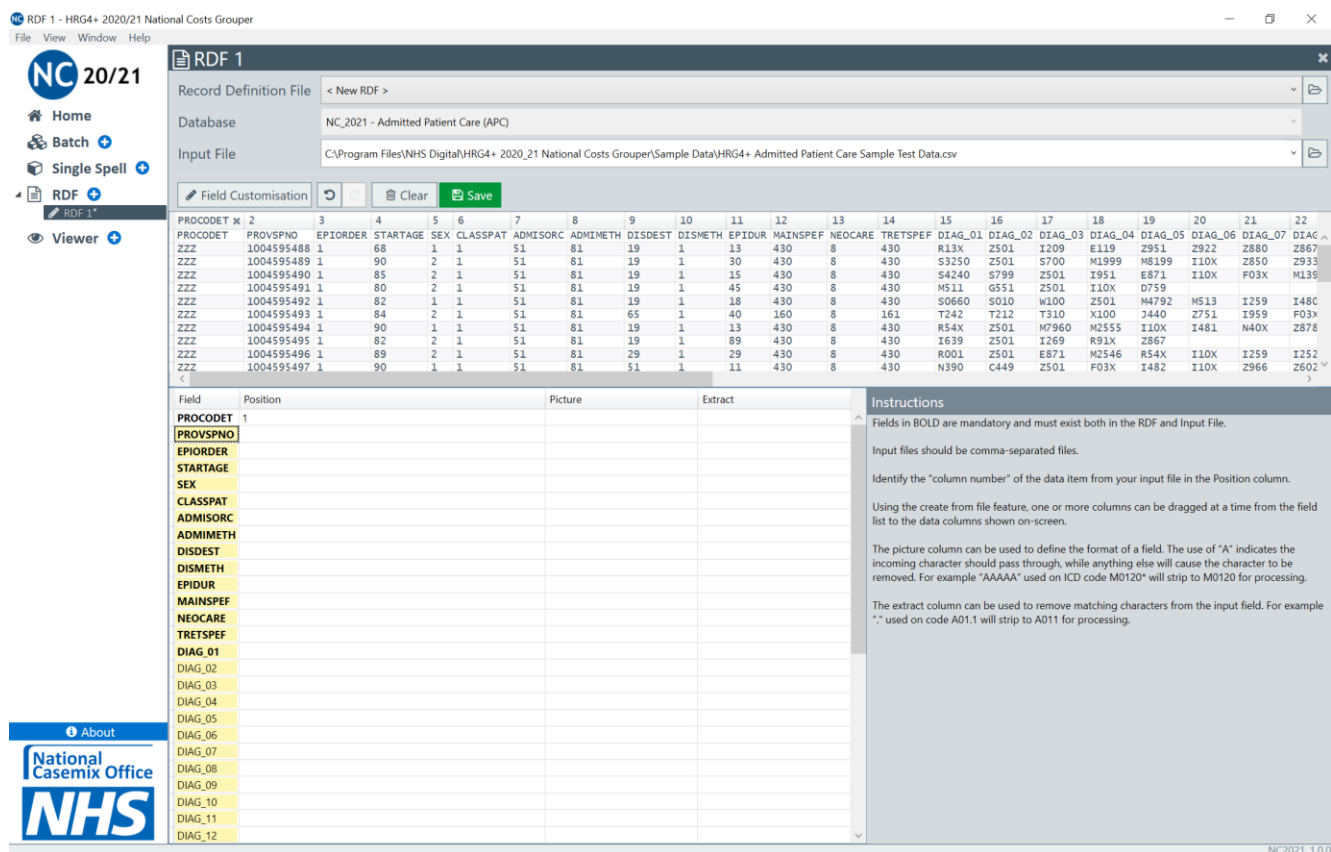 NC RDF 1 - HRG4+ 2020/21 National Costs Grouper
File View Window Help
NC 20/21
Home
Batch
Single Spell
RDF
RDF 1*
Viewer
RDF 1
Record Definition File < New RDF >
Database NC_2021 - Admitted Patient Care (APC)
Input File C:\Program Files\NHS Digital\HRG4+ 2020_21 National Costs Grouper\Sample Data\HRG4+ Admitted Patient Care Sample Test Data.csv
Field Customisation Clear Save
PROCODET 2 3 4 5 6 7 8 9 10 11 12 13 14 15 16 17 18 19 20 21 22
PROCODET PROVSPNO EPIORDER STARTAGE SEX CLASSPAT ADMISORC ADMIMETH DISDEST DISMETH EPIDUR MAINSPEF NEOCARE TRETSPEF DIAG_01 DIAG_02 DIAG_03 DIAG_04 DIAG_05 DIAG_06 DIAG_07 DIAG
ZZZ 1004595488 1 68 1 1 51 81 19 1 13 430 8 430 R13X Z501 I209 E119 Z951 Z922 Z880 Z867
ZZZ 1004595489 1 90 2 1 51 81 19 1 30 430 8 430 S3250 Z501 S700 M1999 M8199 I10X Z850 Z933
ZZZ 1004595490 1 85 2 1 51 81 19 1 15 430 8 430 S4240 S799 Z501 I951 E871 I10X F03X M139
ZZZ 1004595491 1 80 2 1 51 81 19 1 45 430 8 430 M511 G551 Z501 I10X D759
ZZZ 1004595492 1 82 1 1 51 81 19 1 18 430 8 430 S0660 S010 W100 Z501 M4792 M513 I259 I480
ZZZ 1004595493 1 84 2 1 51 81 65 1 40 160 8 161 T242 T212 T310 X100 J440 Z751 I959 F03X
ZZZ 1004595494 1 90 1 1 51 81 19 1 13 430 8 430 R54X Z501 M7960 M2555 I10X I481 N40X Z878
ZZZ 1004595495 1 82 2 1 51 81 19 1 89 430 8 430 I639 Z501 I269 R91X Z867
ZZZ 1004595496 1 89 2 1 51 81 29 1 29 430 8 430 R001 Z501 E871 M2546 R54X I10X I259 I252
ZZZ 1004595497 1 90 1 1 51 81 51 1 11 430 8 430 N390 C449 Z501 F03X I482 I10X Z966 Z602
Field Position Picture Extract
PROCODET 1
PROVSPNO
EPIORDER
STARTAGE
SEX
CLASSPAT
ADMISORC
ADMIMETH
DISDEST
DISMETH
EPIDUR
MAINSPEF
NEOCARE
TRETSPEF
DIAG_01
DIAG_02
DIAG_03
DIAG_04
DIAG_05
DIAG_06
DIAG_07
DIAG_08
DIAG_09
DIAG_10
DIAG_11
DIAG_12
Instructions
Fields in BOLD are mandatory and must exist both in the RDF and Input File.
Input files should be comma-separated files.
Identify the "column number" of the data item from your input file in the Position column.
Using the create from file feature, one or more columns can be dragged at a time from the field
list to the data columns shown on-screen.
The picture column can be used to define the format of a field. The use of "A" indicates the
incoming character should pass through, while anything else will cause the character to be
removed. For example "AAAAA" used on ICD code M0120* will strip to M0120 for processing.
The extract column can be used to remove matching characters from the input field. For example
"." used on code A01.1 will strip to A011 for processing.
About
National
Casemix Office
NHS
NC2021_1.0.0